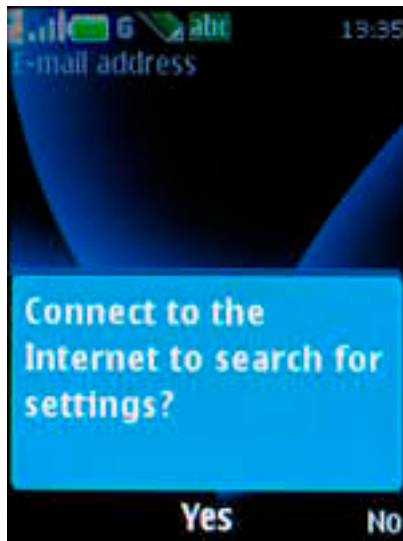 G abc 13:35
E-mail address
Connect to the
Internet to search for
settings?
Yes No